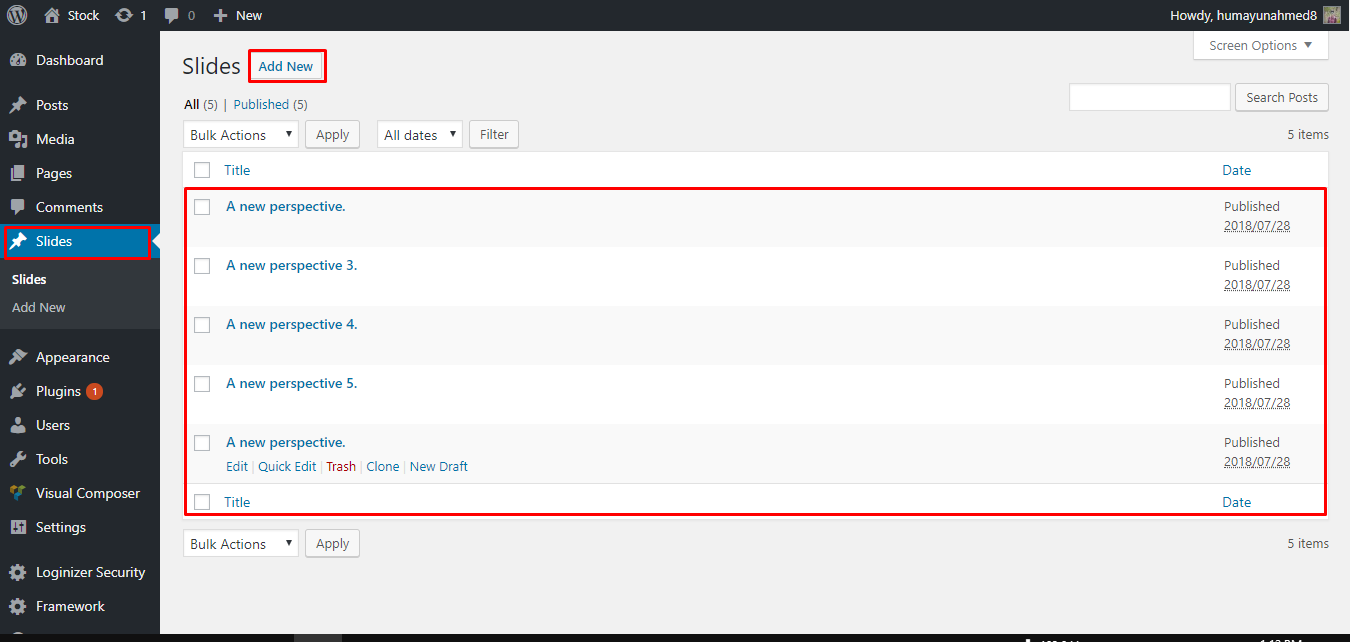 Stock 1 0 New Howdy, humayunahmed8
Dashboard
Posts
Media
Pages
Comments
Slides
Slides
Add New
Appearance
Plugins 1
Users
Tools
Visual Composer
Settings
Loginizer Security
Framework
Screen Options
Slides Add New
All (5) | Published (5)
Search Posts
Bulk Actions Apply All dates Filter 5 items
Title Date
A new perspective. Published
2018/07/28
A new perspective 3. Published
2018/07/28
A new perspective 4. Published
2018/07/28
A new perspective 5. Published
2018/07/28
A new perspective. Published
Edit | Quick Edit | Trash | Clone | New Draft 2018/07/28
Title Date
Bulk Actions Apply 5 items